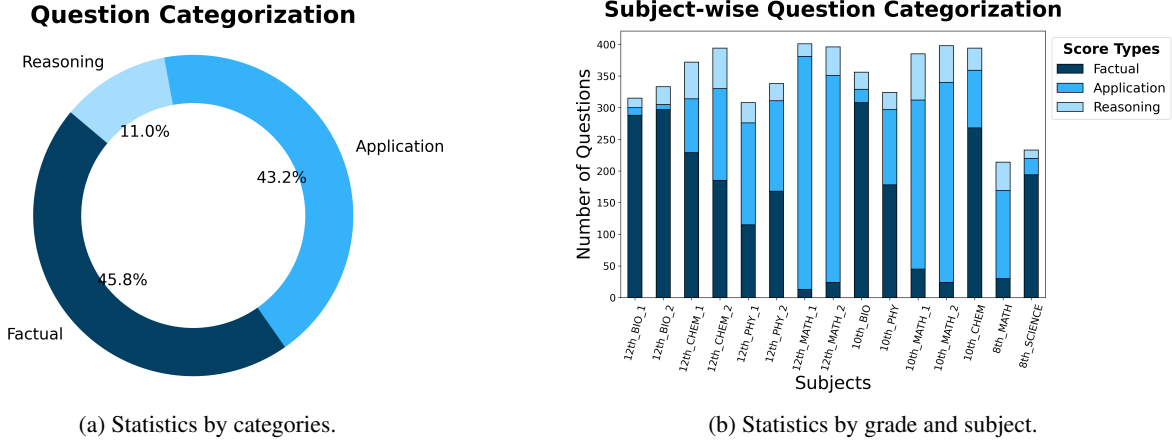 Question Categorization
Reasoning
11.0%
Application
43.2%
45.8%
Factual
(a) Statistics by categories.
Subject-wise Question Categorization
Number of Questions
400
350
300
250
200
150
100
50
0
12th_BIO_1
12th_BIO_2
12th_CHEM_1
12th_CHEM_2
12th_PHY_1
12th_PHY_2
12th_MATH_1
12th_MATH_2
10th_BIO
10th_PHY
10th_MATH_1
10th_MATH_2
10th_CHEM
8th_MATH
8th_SCIENCE
Subjects
Score Types
Factual
Application
Reasoning
(b) Statistics by grade and subject.